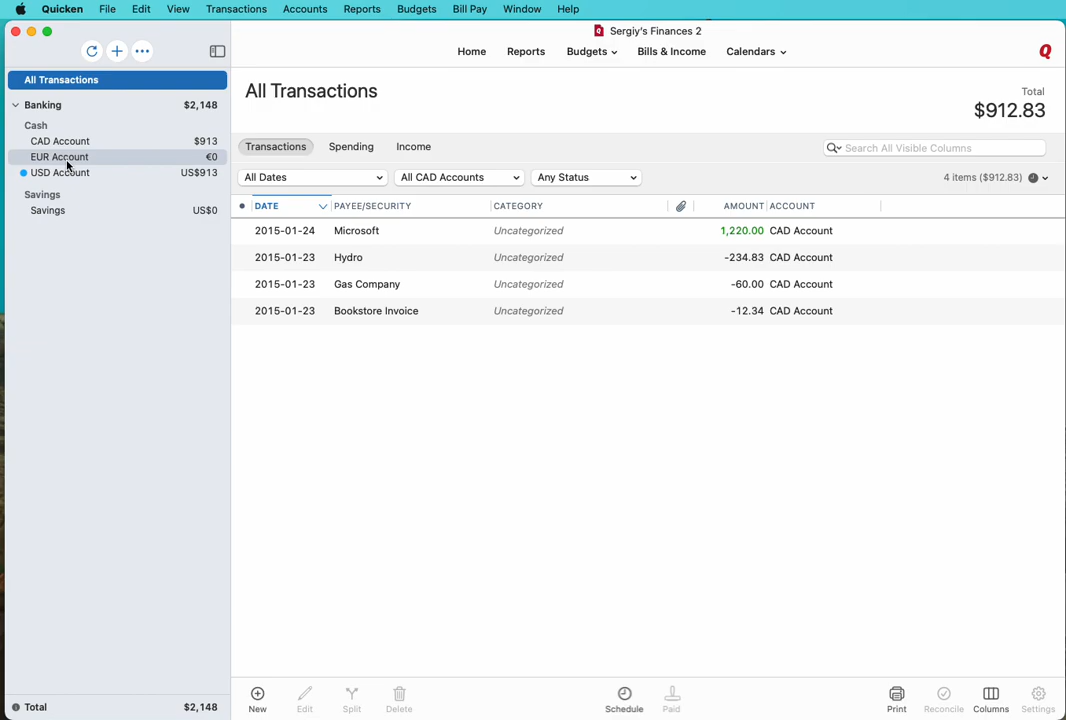 Quicken File Edit View Transactions Accounts Reports Budgets Bill Pay Window Help
Sergiy's Finances 2
Home Reports Budgets Bills & Income Calendars
All Transactions
Banking $2,148
Cash
CAD Account $913
EUR Account €0
USD Account US$913
Savings
Savings US$0
Total $2,148
All Transactions
Total
$912.83
Transactions Spending Income
Search All Visible Columns
All Dates All CAD Accounts Any Status 4 items ($912.83)
DATE PAYEE/SECURITY CATEGORY AMOUNT ACCOUNT
2015-01-24 Microsoft Uncategorized 1,220.00 CAD Account
2015-01-23 Hydro Uncategorized -234.83 CAD Account
2015-01-23 Gas Company Uncategorized -60.00 CAD Account
2015-01-23 Bookstore Invoice Uncategorized -12.34 CAD Account
New Edit Split Delete Schedule Paid Print Reconcile Columns Settings